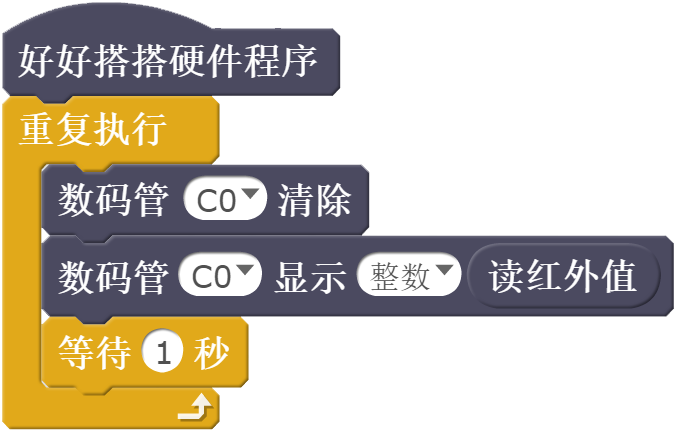 好好搭搭硬件程序
重复执行
数码管 C0 清除
数码管 C0 显示 整数 读红外值
等待 1 秒